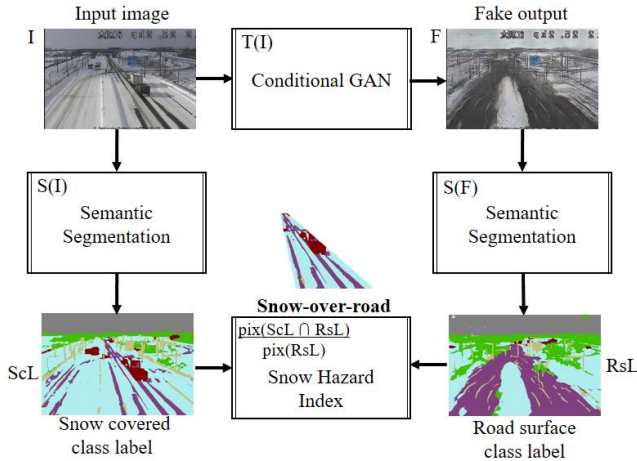 Input image
I
T(I)
Conditional GAN
Fake output
F
S(I)
Semantic
Segmentation
S(F)
Semantic
Segmentation
Snow-over-road
ScL
Snow covered
class label
pix(ScL ∩ RsL)
pix(RsL)
Snow Hazard
Index
RsL
Road surface
class label